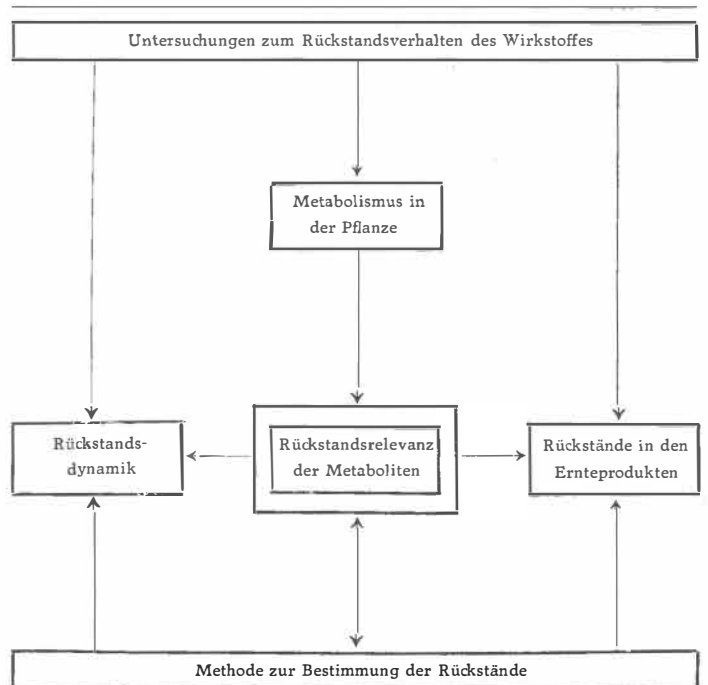 Untersuchungen zum Rückstandsverhalten des Wirkstoffes
Metabolismus in
der Pflanze
Rückstands-
dynamik
Rückstandsrelevanz
der Metaboliten
Rückstände in den
Ernteprodukten
Methode zur Bestimmung der Rückstände